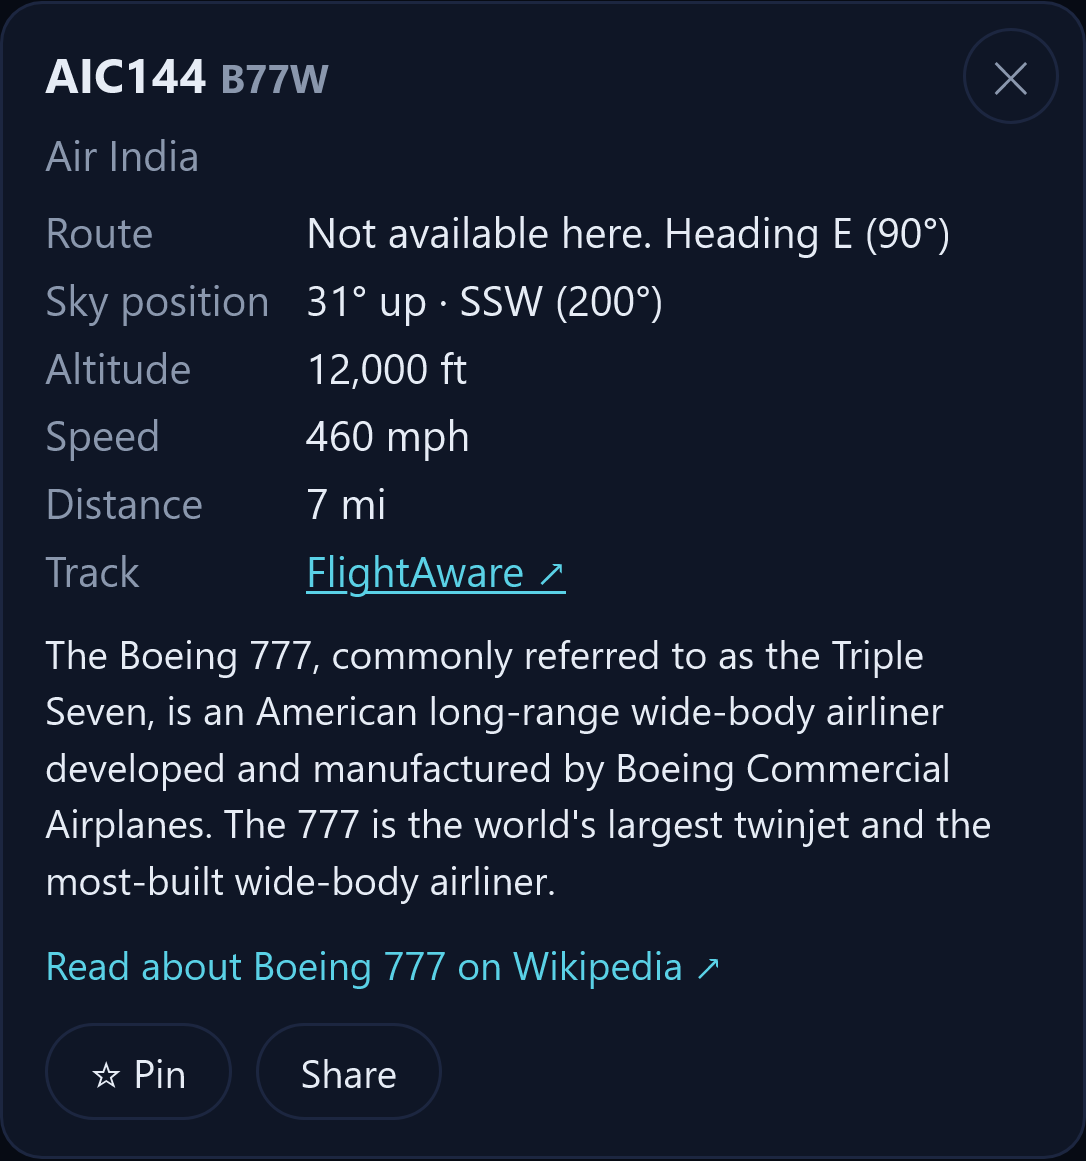 AIC144 B77W
Air India
Route Not available here. Heading E (90°)
Sky position 31° up · SSW (200°)
Altitude 12,000 ft
Speed 460 mph
Distance 7 mi
Track FlightAware ↗
The Boeing 777, commonly referred to as the Triple
Seven, is an American long-range wide-body airliner
developed and manufactured by Boeing Commercial
Airplanes. The 777 is the world's largest twinjet and the
most-built wide-body airliner.
Read about Boeing 777 on Wikipedia ↗
☆ Pin Share